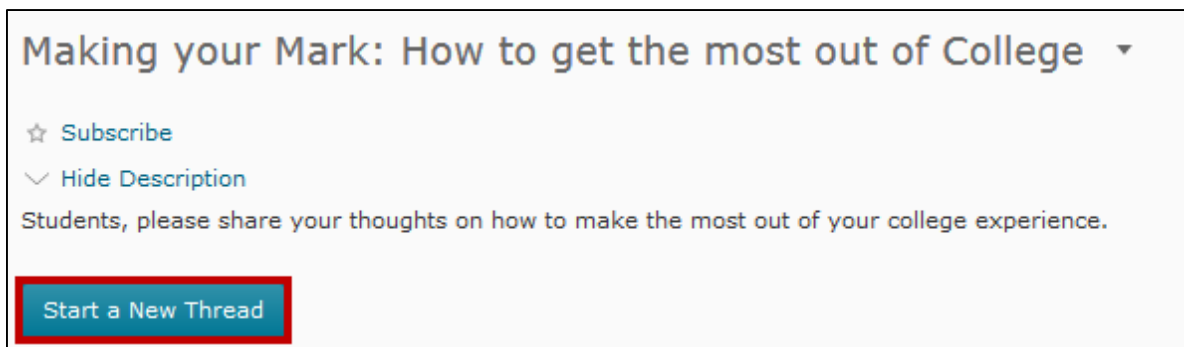 Making your Mark: How to get the most out of College
Subscribe
Hide Description
Students, please share your thoughts on how to make the most out of your college experience.
Start a New Thread